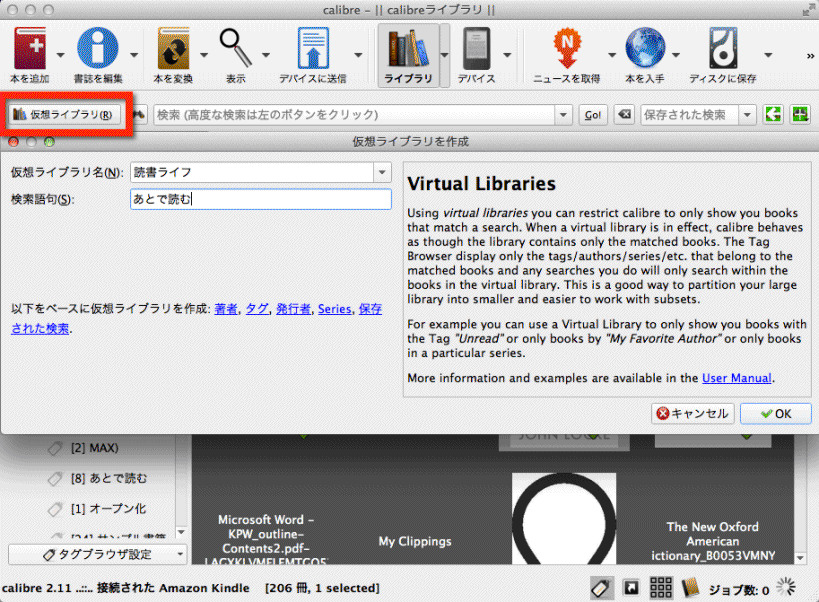 calibre - || calibreライブラリ ||
本を追加 書誌を編集 本を変換 表示 デバイスに送信 ライブラリ デバイス ニュースを取得 本を入手 ディスクに保存 »
仮想ライブラリ(R) 検索 (高度な検索は左のボタンをクリック) Go! 保存された検索
仮想ライブラリを作成
仮想ライブラリ名(N): 読書ライフ
検索語句(S): あとで読む
以下をベースに仮想ライブラリを作成: 著者, タグ, 発行者, Series, 保存
された検索.
Virtual Libraries
Using virtual libraries you can restrict calibre to only show you books
that match a search. When a virtual library is in effect, calibre behaves
as though the library contains only the matched books. The Tag
Browser display only the tags/authors/series/etc. that belong to the
matched books and any searches you do will only search within the
books in the virtual library. This is a good way to partition your large
library into smaller and easier to work with subsets.
For example you can use a Virtual Library to only show you books with
the Tag "Unread" or only books by "My Favorite Author" or only books
in a particular series.
More information and examples are available in the User Manual.
キャンセル OK
[2] MAX)
[8] あとで読む
[1] オープン化
[24] サンプル書籍
タグブラウザ設定
JOHN LOCKE
Microsoft Word -
KPW_outline-
Contents2.pdf-
My Clippings
The New Oxford
American
ictionary_B0053VMNY
calibre 2.11 ..::.. 接続された Amazon Kindle [206 冊, 1 selected]
ジョブ数: 0